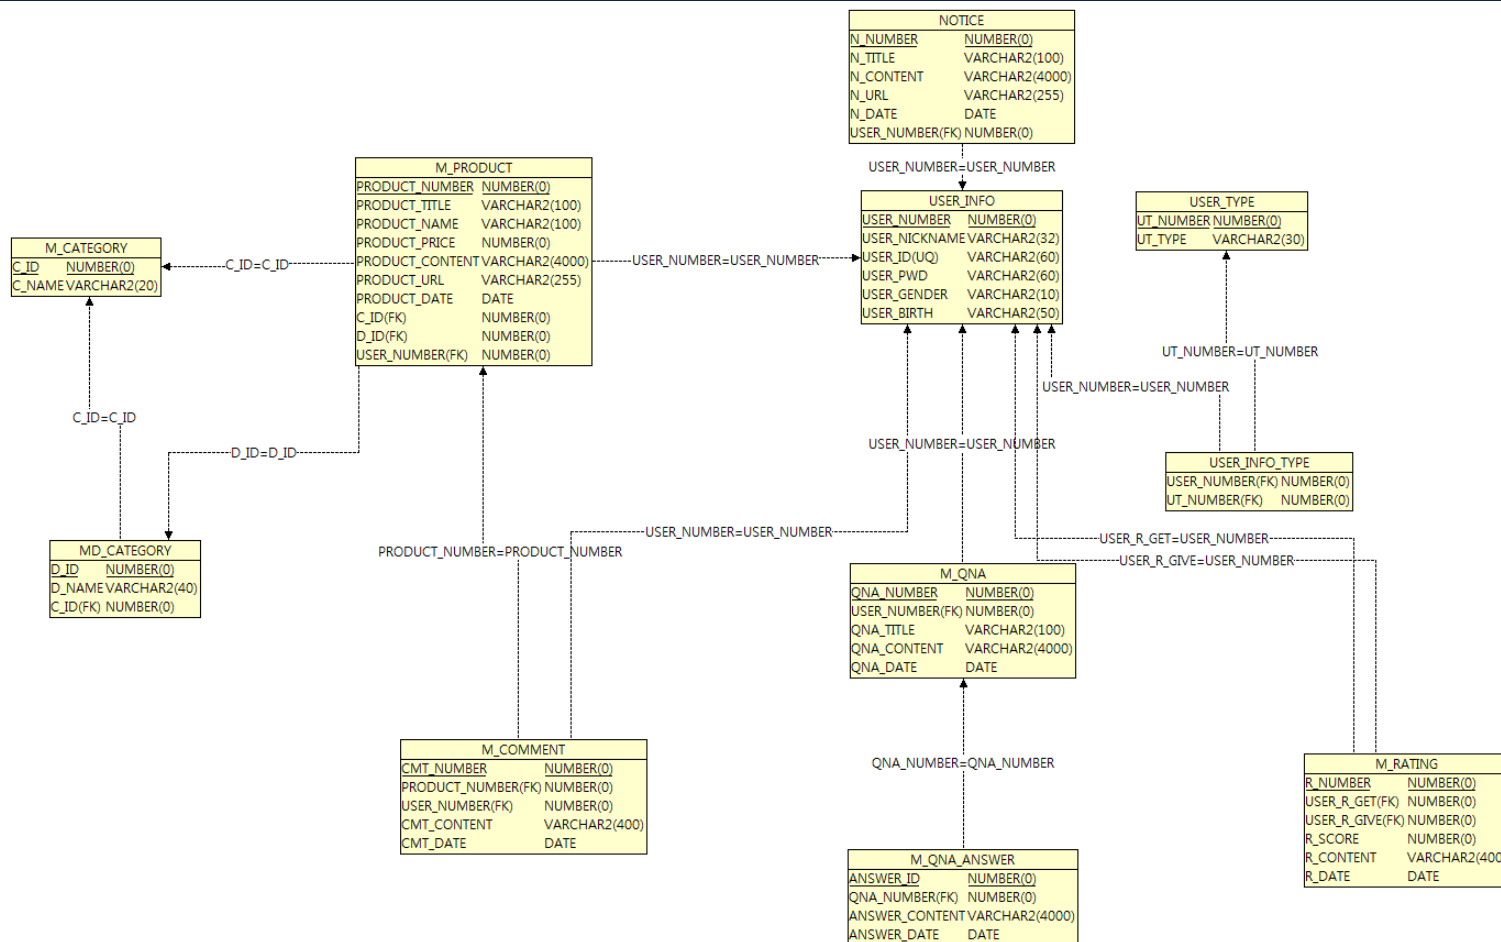 NOTICE
N_NUMBER NUMBER(0)
N_TITLE VARCHAR2(100)
N_CONTENT VARCHAR2(4000)
N_URL VARCHAR2(255)
N_DATE DATE
USER_NUMBER(FK) NUMBER(0)
USER_NUMBER=USER_NUMBER
M_PRODUCT
PRODUCT_NUMBER NUMBER(0)
PRODUCT_TITLE VARCHAR2(100)
PRODUCT_NAME VARCHAR2(100)
PRODUCT_PRICE NUMBER(0)
PRODUCT_CONTENT VARCHAR2(4000)
PRODUCT_URL VARCHAR2(255)
PRODUCT_DATE DATE
C_ID(FK) NUMBER(0)
D_ID(FK) NUMBER(0)
USER_NUMBER(FK) NUMBER(0)
USER_NUMBER=USER_NUMBER
USER_INFO
USER_NUMBER NUMBER(0)
USER_NICKNAME VARCHAR2(32)
USER_ID(UQ) VARCHAR2(60)
USER_PWD VARCHAR2(60)
USER_GENDER VARCHAR2(10)
USER_BIRTH VARCHAR2(50)
USER_TYPE
UT_NUMBER NUMBER(0)
UT_TYPE VARCHAR2(30)
M_CATEGORY
C_ID NUMBER(0)
C_NAME VARCHAR2(20)
C_ID=C_ID
UT_NUMBER=UT_NUMBER
USER_NUMBER=USER_NUMBER
C_ID=C_ID
D_ID=D_ID
USER_NUMBER=USER_NUMBER
USER_INFO_TYPE
USER_NUMBER(FK) NUMBER(0)
UT_NUMBER(FK) NUMBER(0)
MD_CATEGORY
D_ID NUMBER(0)
D_NAME VARCHAR2(40)
C_ID(FK) NUMBER(0)
PRODUCT_NUMBER=PRODUCT_NUMBER
USER_NUMBER=USER_NUMBER
USER_R_GET=USER_NUMBER
USER_R_GIVE=USER_NUMBER
M_QNA
QNA_NUMBER NUMBER(0)
USER_NUMBER(FK) NUMBER(0)
QNA_TITLE VARCHAR2(100)
QNA_CONTENT VARCHAR2(4000)
QNA_DATE DATE
M_COMMENT
CMT_NUMBER NUMBER(0)
PRODUCT_NUMBER(FK) NUMBER(0)
USER_NUMBER(FK) NUMBER(0)
CMT_CONTENT VARCHAR2(400)
CMT_DATE DATE
QNA_NUMBER=QNA_NUMBER
M_RATING
R_NUMBER NUMBER(0)
USER_R_GET(FK) NUMBER(0)
USER_R_GIVE(FK) NUMBER(0)
R_SCORE NUMBER(0)
R_CONTENT VARCHAR2(400
R_DATE DATE
M_QNA_ANSWER
ANSWER_ID NUMBER(0)
QNA_NUMBER(FK) NUMBER(0)
ANSWER_CONTENT VARCHAR2(4000)
ANSWER_DATE DATE